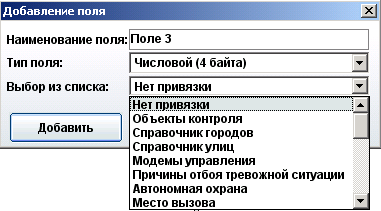 Добавление поля
Наименование поля: Поле 3
Тип поля: Числовой (4 байта)
Выбор из списка: Нет привязки
Нет привязки
Объекты контроля
Справочник городов
Справочник улиц
Модемы управления
Причины отбоя тревожной ситуации
Автономная охрана
Место вызова
Добавить